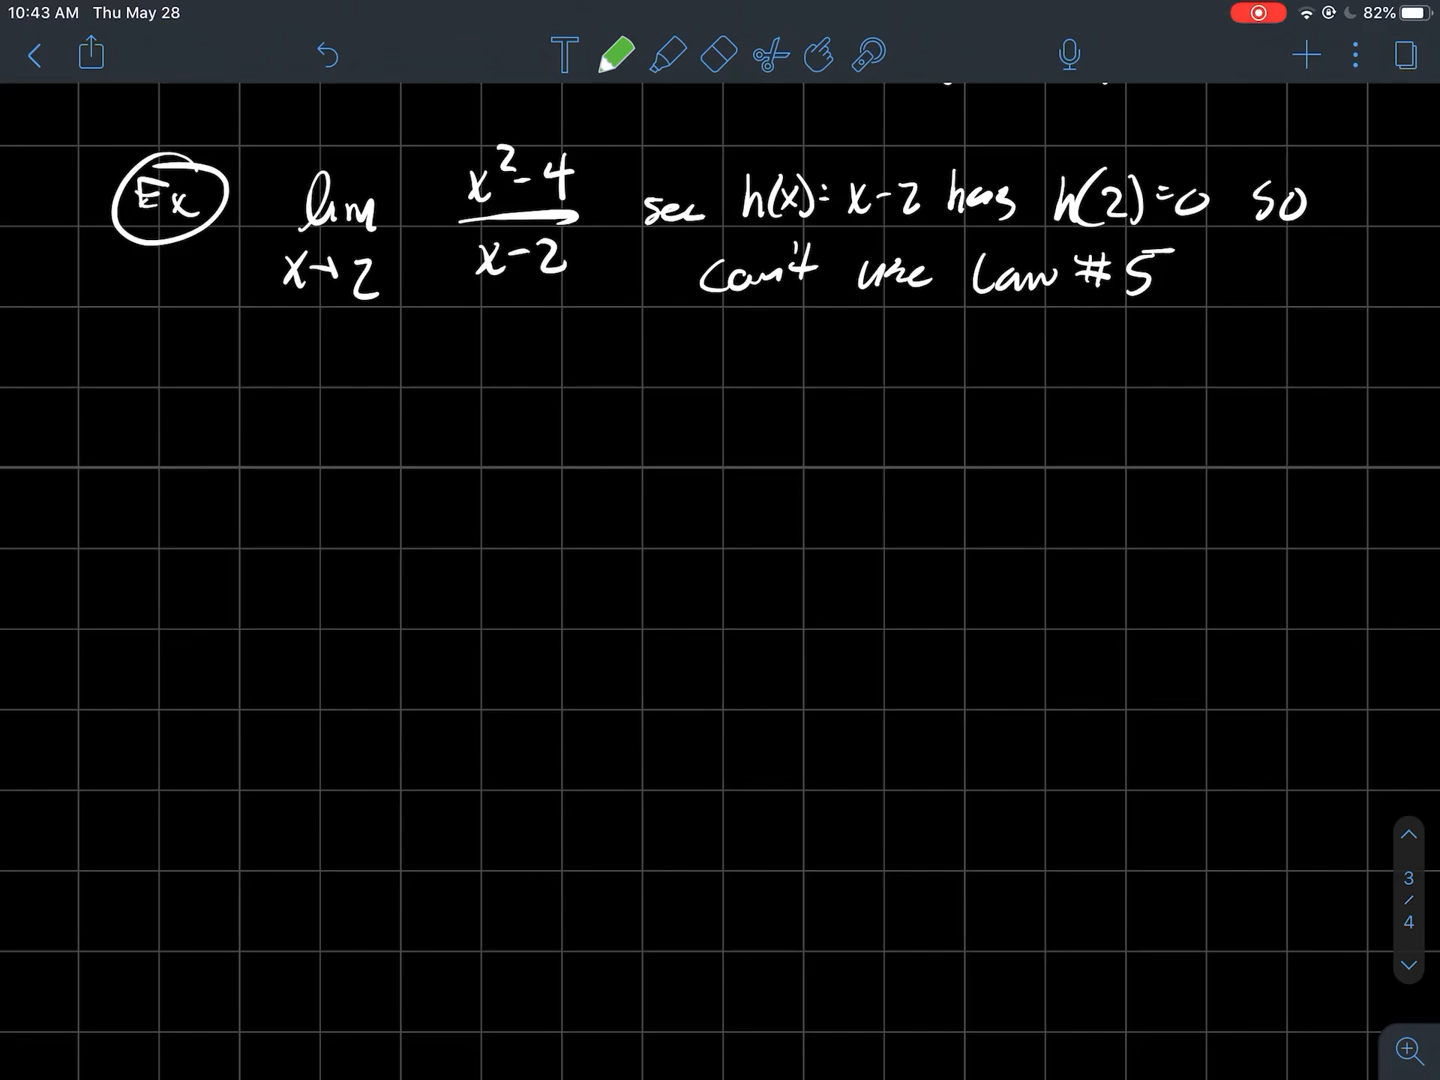 10:43 AM Thu May 28
82%
Ex lim x→2 (x²-4)/(x-2) see h(x)= x-2 has h(2)=0 so
can't use Law #5
3
/
4